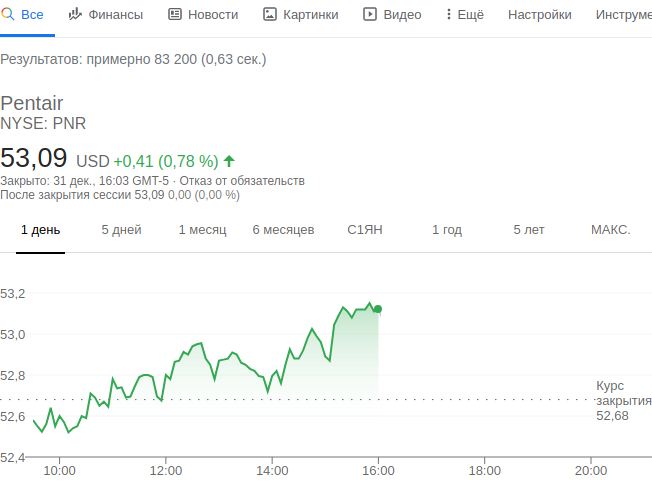 Все Финансы Новости Картинки Видео Ещё Настройки Инструме
Результатов: примерно 83 200 (0,63 сек.)
Pentair
NYSE: PNR
53,09 USD +0,41 (0,78 %)
Закрыто: 31 дек., 16:03 GMT-5 · Отказ от обязательств
После закрытия сессии 53,09 0,00 (0,00 %)
1 день 5 дней 1 месяц 6 месяцев С1ЯН 1 год 5 лет МАКС.
53,2
53,0
52,8
Курс
закрытия
52,6 52,68
52,4
10:00 12:00 14:00 16:00 18:00 20:00